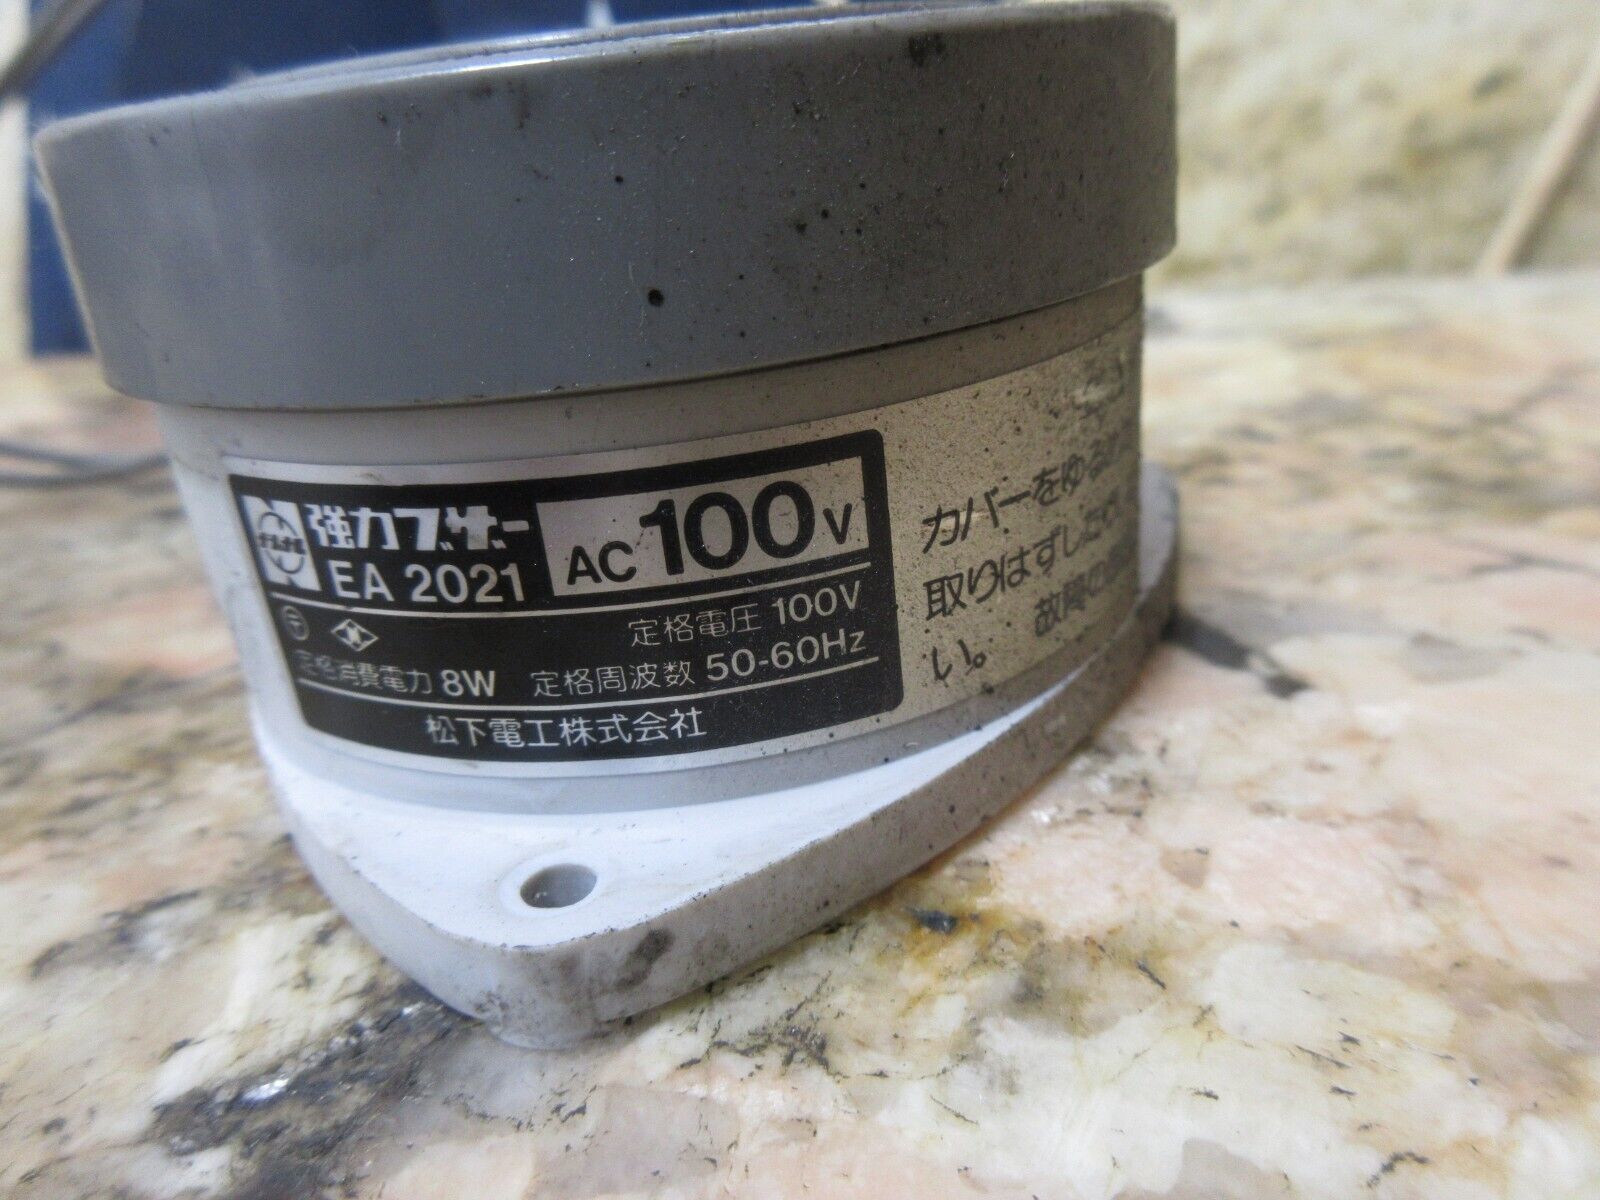 強力ブザー
EA 2021
AC 100V
定格電圧 100V
定格消費電力 8W 定格周波数 50-60Hz
松下電工株式会社
カバーをゆる
取りはずした
故障の
い。